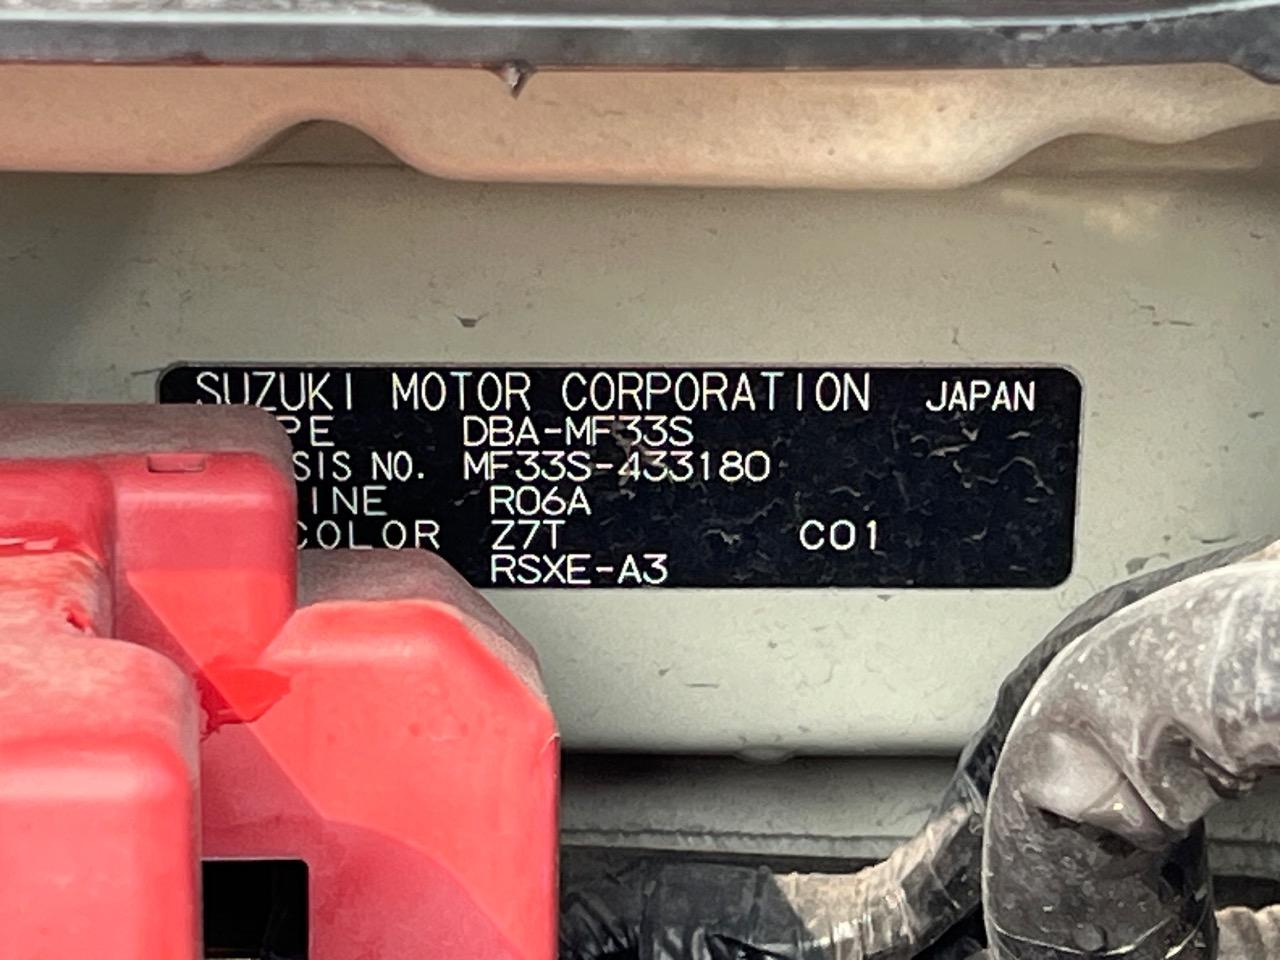 SUZUKI MOTOR CORPORATION JAPAN
PE DBA-MF33S
SIS NO. MF33S-433180
INE R06A
COLOR Z7T C01
RSXE-A3